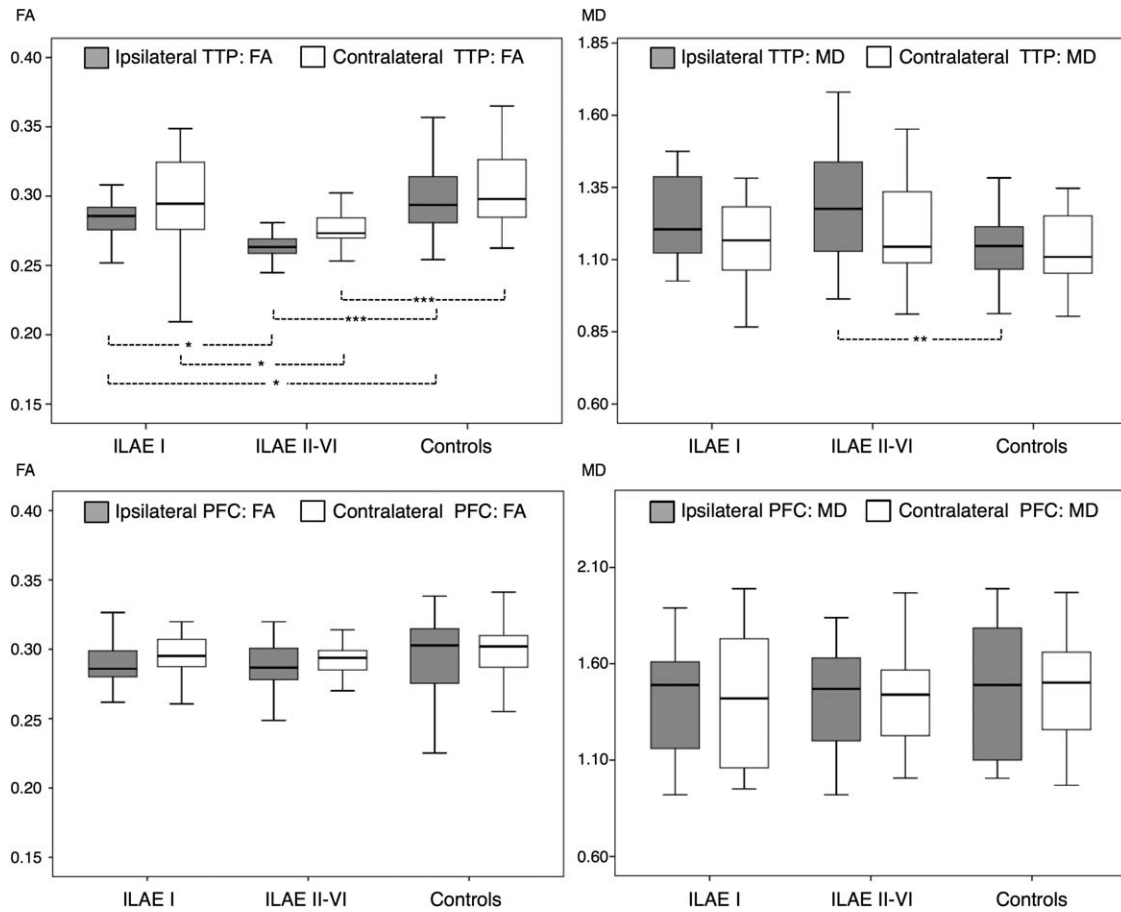 FA
MD
Ipsilateral TTP: FA Contralateral TTP: FA
Ipsilateral TTP: MD Contralateral TTP: MD
0.40
0.35
0.30
0.25
0.20
0.15
1.85
1.60
1.35
1.10
0.85
0.60
***
***
*
*
*
**
ILAE I ILAE II-VI Controls
ILAE I ILAE II-VI Controls
FA
MD
Ipsilateral PFC: FA Contralateral PFC: FA
Ipsilateral PFC: MD Contralateral PFC: MD
0.40
0.35
0.30
0.25
0.20
0.15
2.10
1.60
1.10
0.60
ILAE I ILAE II-VI Controls
ILAE I ILAE II-VI Controls